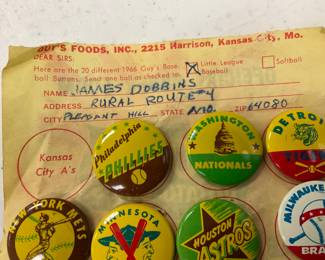 GUY'S FOODS, INC., 2215 Harrison, Kansas City, Mo.
DEAR SIRS:
Here are the 20 different 1966 Guy's Base-
ball Buttons. Send one ball as checked to.
X Little League Baseball
Softball
NAME JAMES DOBBINS
ADDRESS RURAL ROUTE #4
CITY PLEASANT HILL, STATE MO. ZIP 64080
Kansas
City A's
Philadelphia
PHILLIES
WASHINGTON
NATIONALS
DETROIT
TIGERS
NEW YORK METS
MINNESOTA
HOUSTON
ASTROS
MILWAUKEE
BRA